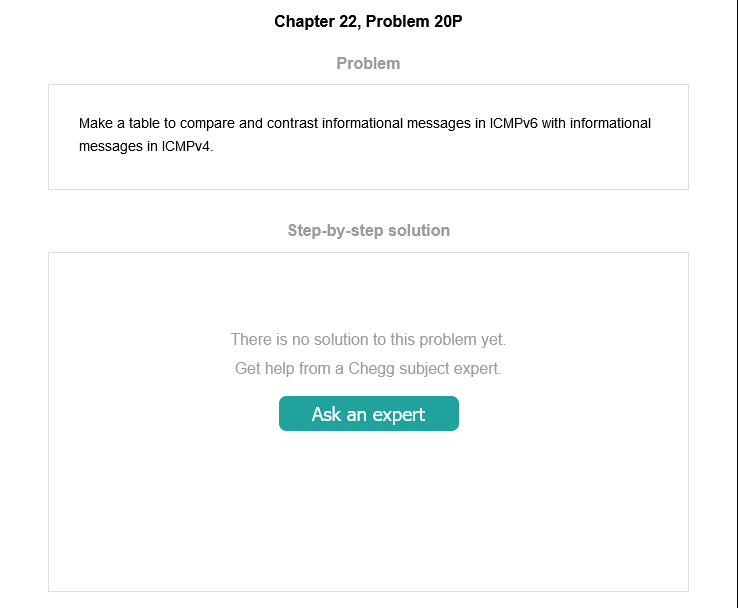 Chapter 22, Problem 20P
Problem
Make a table to compare and contrast informational messages in ICMPv6 with informational
messages in ICMPv4.
Step-by-step solution
There is no solution to this problem yet.
Get help from a Chegg subject expert.
Ask an expert